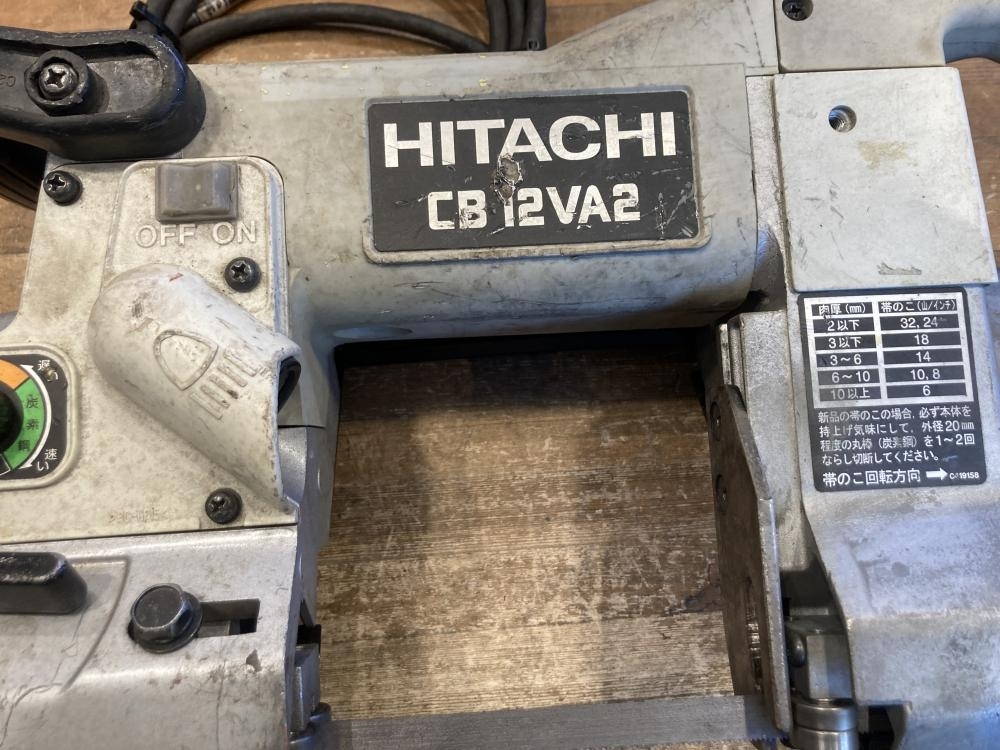 HITACHI
CB 12VA2
OFF ON
遅い
炭素鋼
速い
肉厚(mm) 帯のこ(山/インチ)
2以下 32, 24
3以下 18
3〜6 14
6〜10 10, 8
10以上 6
新品の帯のこの場合、必ず本体を
持上げ気味にして、外径20mm
程度の丸棒(炭素鋼)を1〜2回
ならし切断してください。
帯のこ回転方向 → C-19158